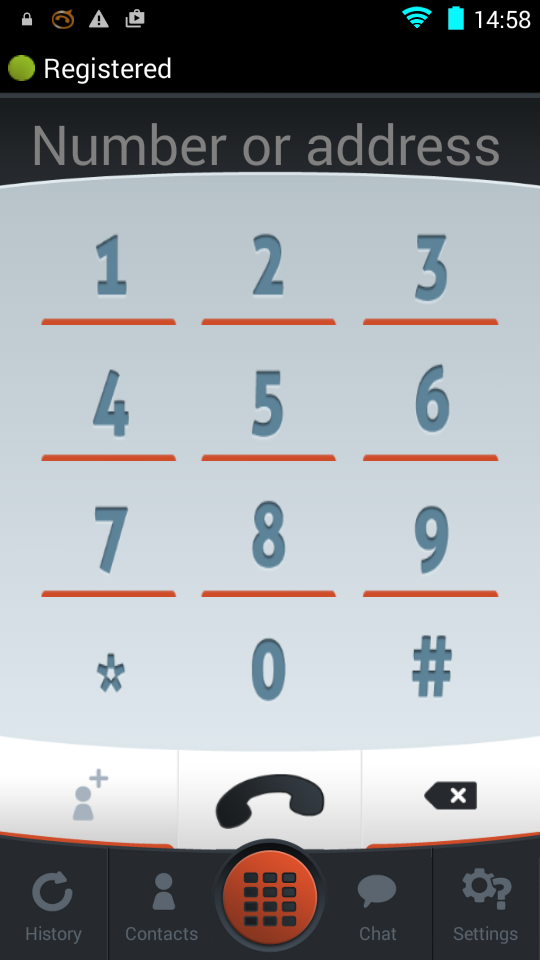 14:58
Registered
Number or address
1 2 3
4 5 6
7 8 9
* 0 #
History Contacts Chat Settings